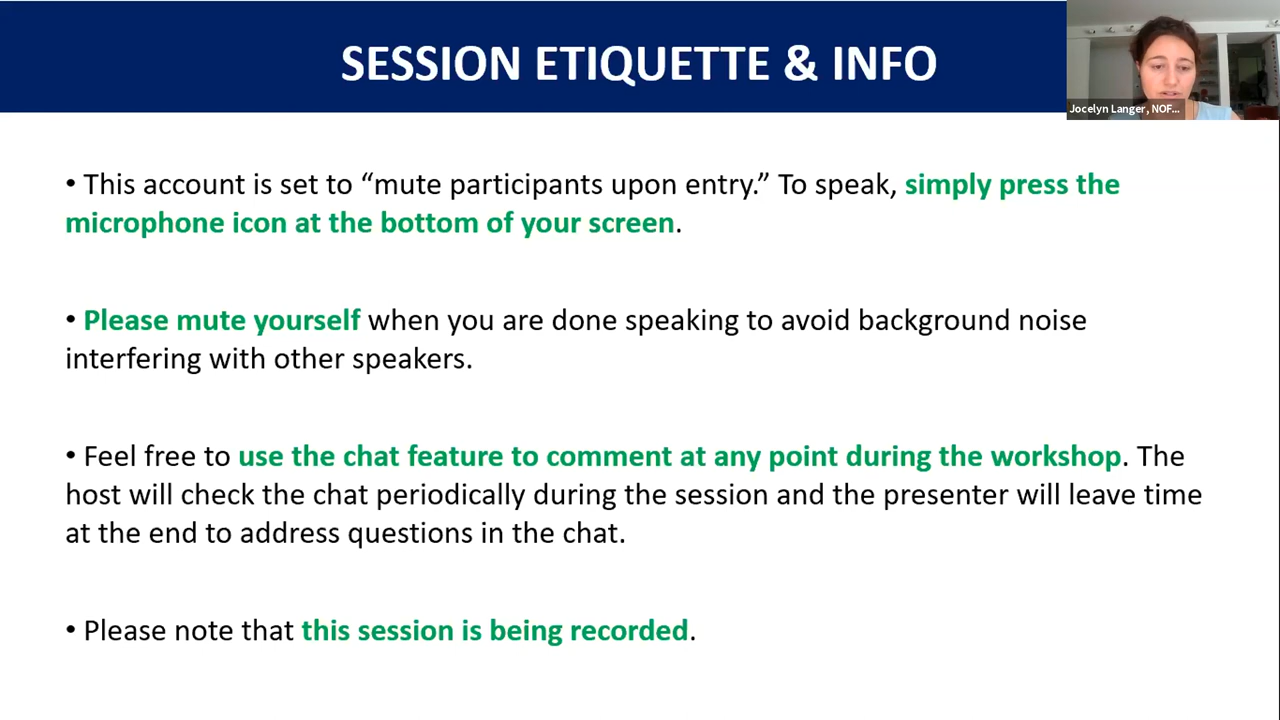 SESSION ETIQUETTE & INFO
Jocelyn Langer, NOF...
• This account is set to “mute participants upon entry.” To speak, simply press the
microphone icon at the bottom of your screen.
• Please mute yourself when you are done speaking to avoid background noise
interfering with other speakers.
• Feel free to use the chat feature to comment at any point during the workshop. The
host will check the chat periodically during the session and the presenter will leave time
at the end to address questions in the chat.
• Please note that this session is being recorded.